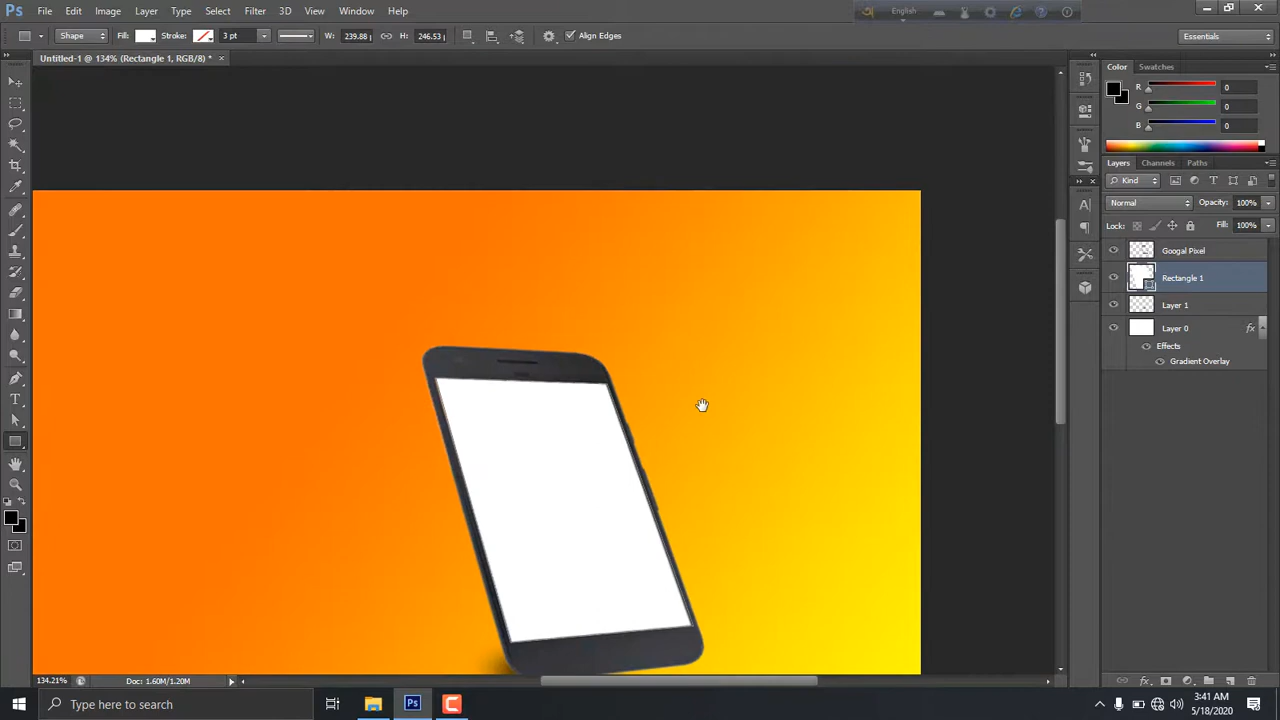 Ps File Edit Image Layer Type Select Filter 3D View Window Help English
Shape Fill: Stroke: 3 pt W: 239.88 H: 246.53 Align Edges Essentials
Untitled-1 @ 134% (Rectangle 1, RGB/8) * ×
Color Swatches
R 0
G 0
B 0
Layers Channels Paths
Kind
Normal Opacity: 100%
Lock: Fill: 100%
Googal Pixel
Rectangle 1
Layer 1
Layer 0 fx
Effects
Gradient Overlay
134.21% Doc: 1.60M/1.20M
Type here to search
3:41 AM
5/18/2020